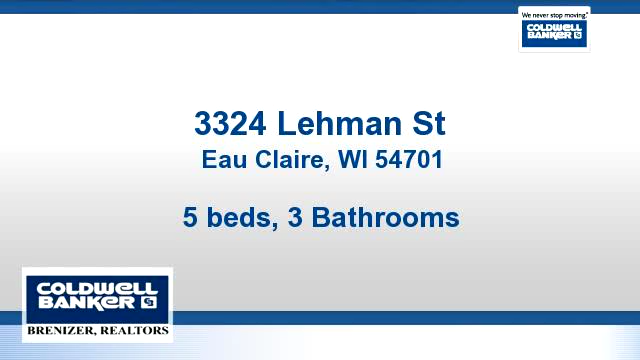 We never stop moving.®
COLDWELL
BANKER
3324 Lehman St
Eau Claire, WI 54701
5 beds, 3 Bathrooms
COLDWELL
BANKER
BRENIZER, REALTORS